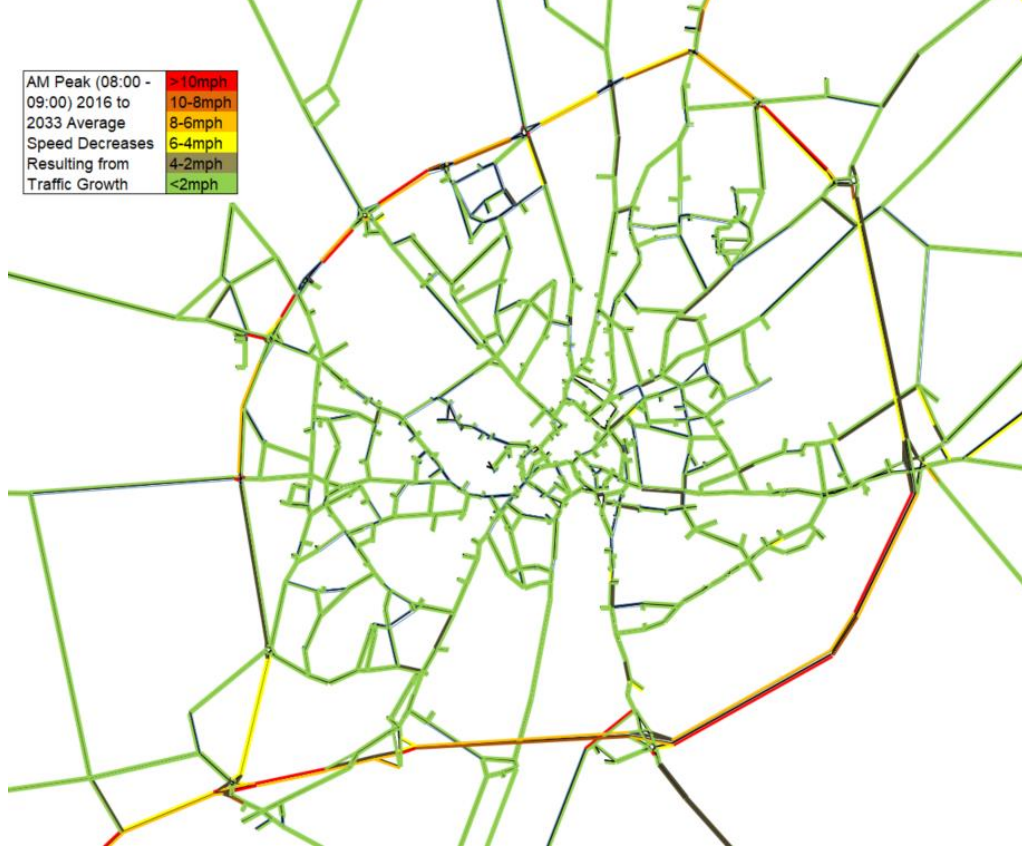 AM Peak (08:00 -
09:00) 2016 to
2033 Average
Speed Decreases
Resulting from
Traffic Growth
>10mph
10-8mph
8-6mph
6-4mph
4-2mph
<2mph